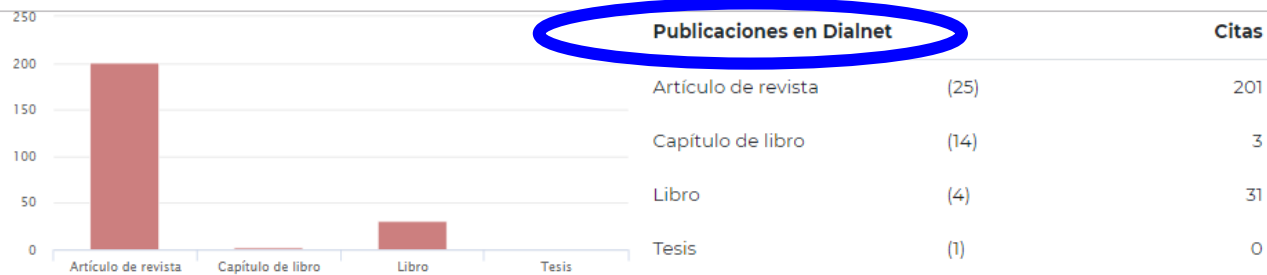 250
200
150
100
50
0
Artículo de revista Capítulo de libro Libro Tesis
Publicaciones en Dialnet Citas
Artículo de revista (25) 201
Capítulo de libro (14) 3
Libro (4) 31
Tesis (1) 0